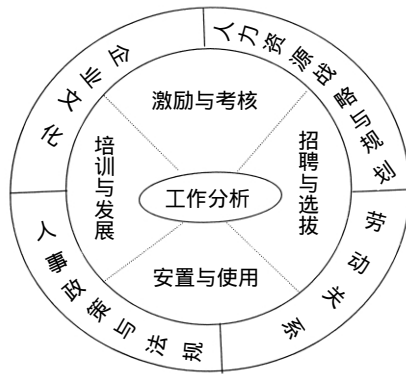 企业文化
人力资源战略与规划
激励与考核
培训与发展
招聘与选拔
工作分析
安置与使用
人事政策与法规
劳动关系